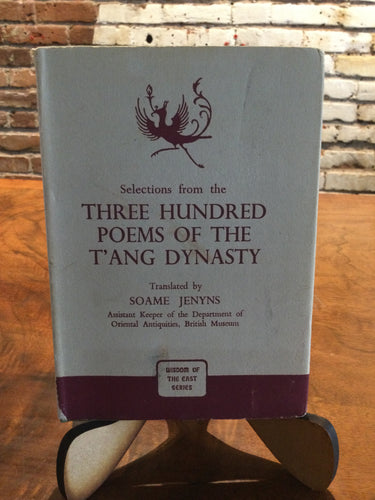 Selections from the
THREE HUNDRED
POEMS OF THE
T'ANG DYNASTY
Translated by
SOAME JENYNS
Assistant Keeper of the Department of
Oriental Antiquities, British Museum
WISDOM OF
THE EAST
SERIES